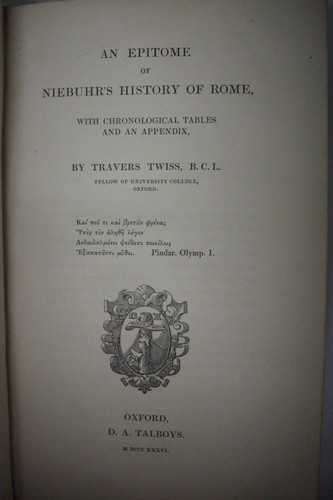 AN EPITOME
OF
NIEBUHR'S HISTORY OF ROME,
WITH CHRONOLOGICAL TABLES
AND AN APPENDIX,
BY TRAVERS TWISS, B.C.L.
FELLOW OF UNIVERSITY COLLEGE,
OXFORD.
Καί πού τι καὶ βροτῶν φρένας
Ὑπὲρ τὸν ἀληθῆ λόγον
Δεδαιδαλμένοι ψεύδεσι ποικίλοις
Ἐξαπατῶντι μῦθοι. Pindar. Olymp. I.
OXFORD,
D. A. TALBOYS.
M DCCC XXXVI.